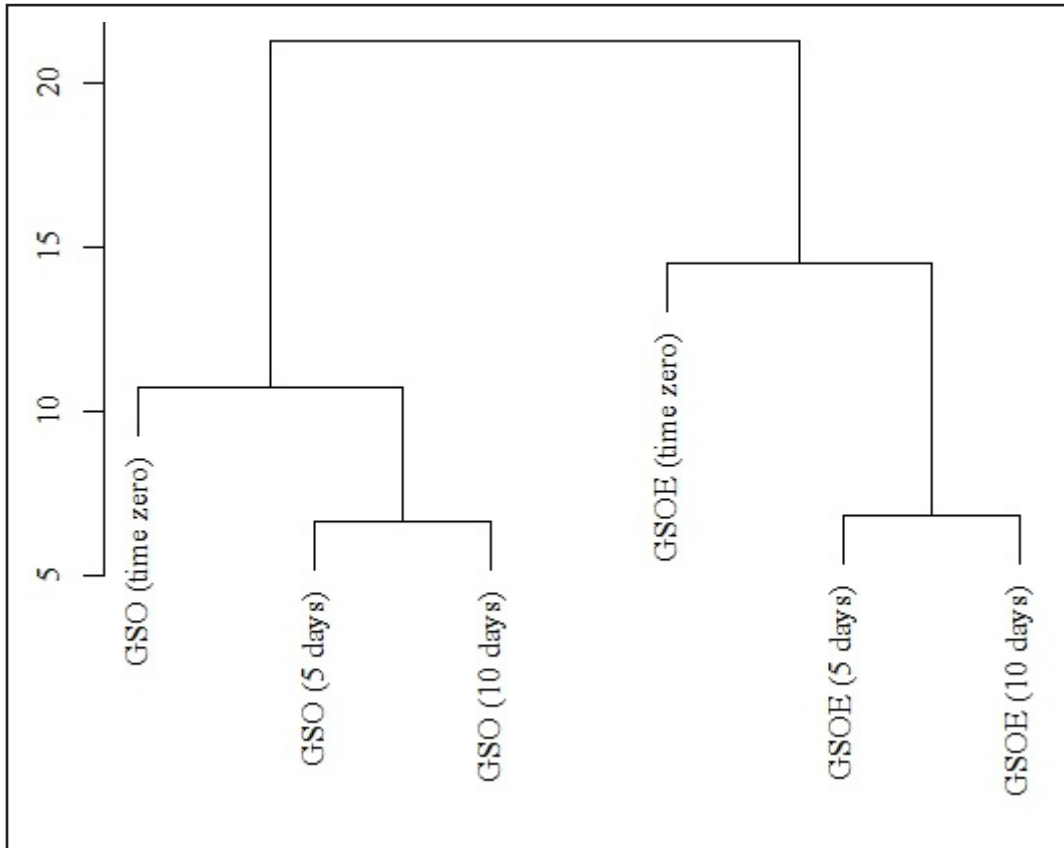 20
15
10
5
GSO (time zero)
GSO (5 days)
GSO (10 days)
GSOE (time zero)
GSOE (5 days)
GSOE (10 days)